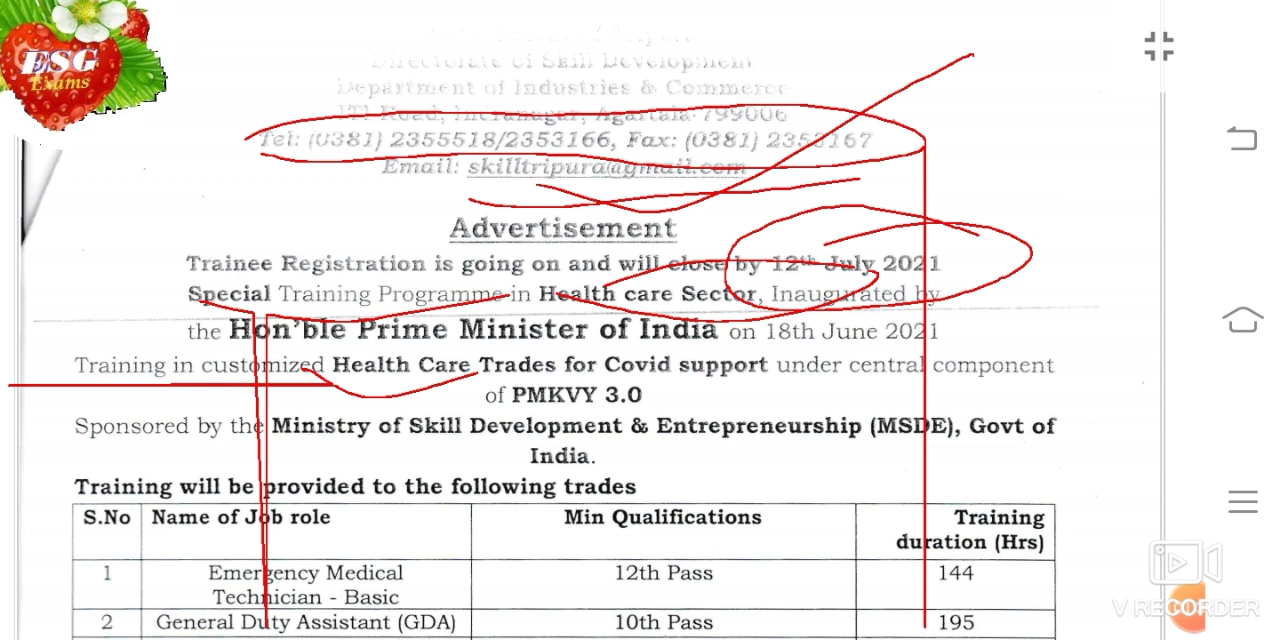 ESG
Exams
Directorate of Skill Development
Department of Industries & Commerce
ITI Road, Indranagar, Agartala-799006
Tel: (0381) 2355518/2353166, Fax: (0381) 2353167
Email: skilltripura@gmail.com
Advertisement
Trainee Registration is going on and will close by 12th July 2021
Special Training Programme in Health care Sector, Inaugurated by
the Hon'ble Prime Minister of India on 18th June 2021
Training in customized Health Care Trades for Covid support under central component
of PMKVY 3.0
Sponsored by the Ministry of Skill Development & Entrepreneurship (MSDE), Govt of
India.
Training will be provided to the following trades
S.No Name of Job role Min Qualifications Training
duration (Hrs)
1 Emergency Medical 12th Pass 144
Technician - Basic
2 General Duty Assistant (GDA) 10th Pass 195
V RECORDER